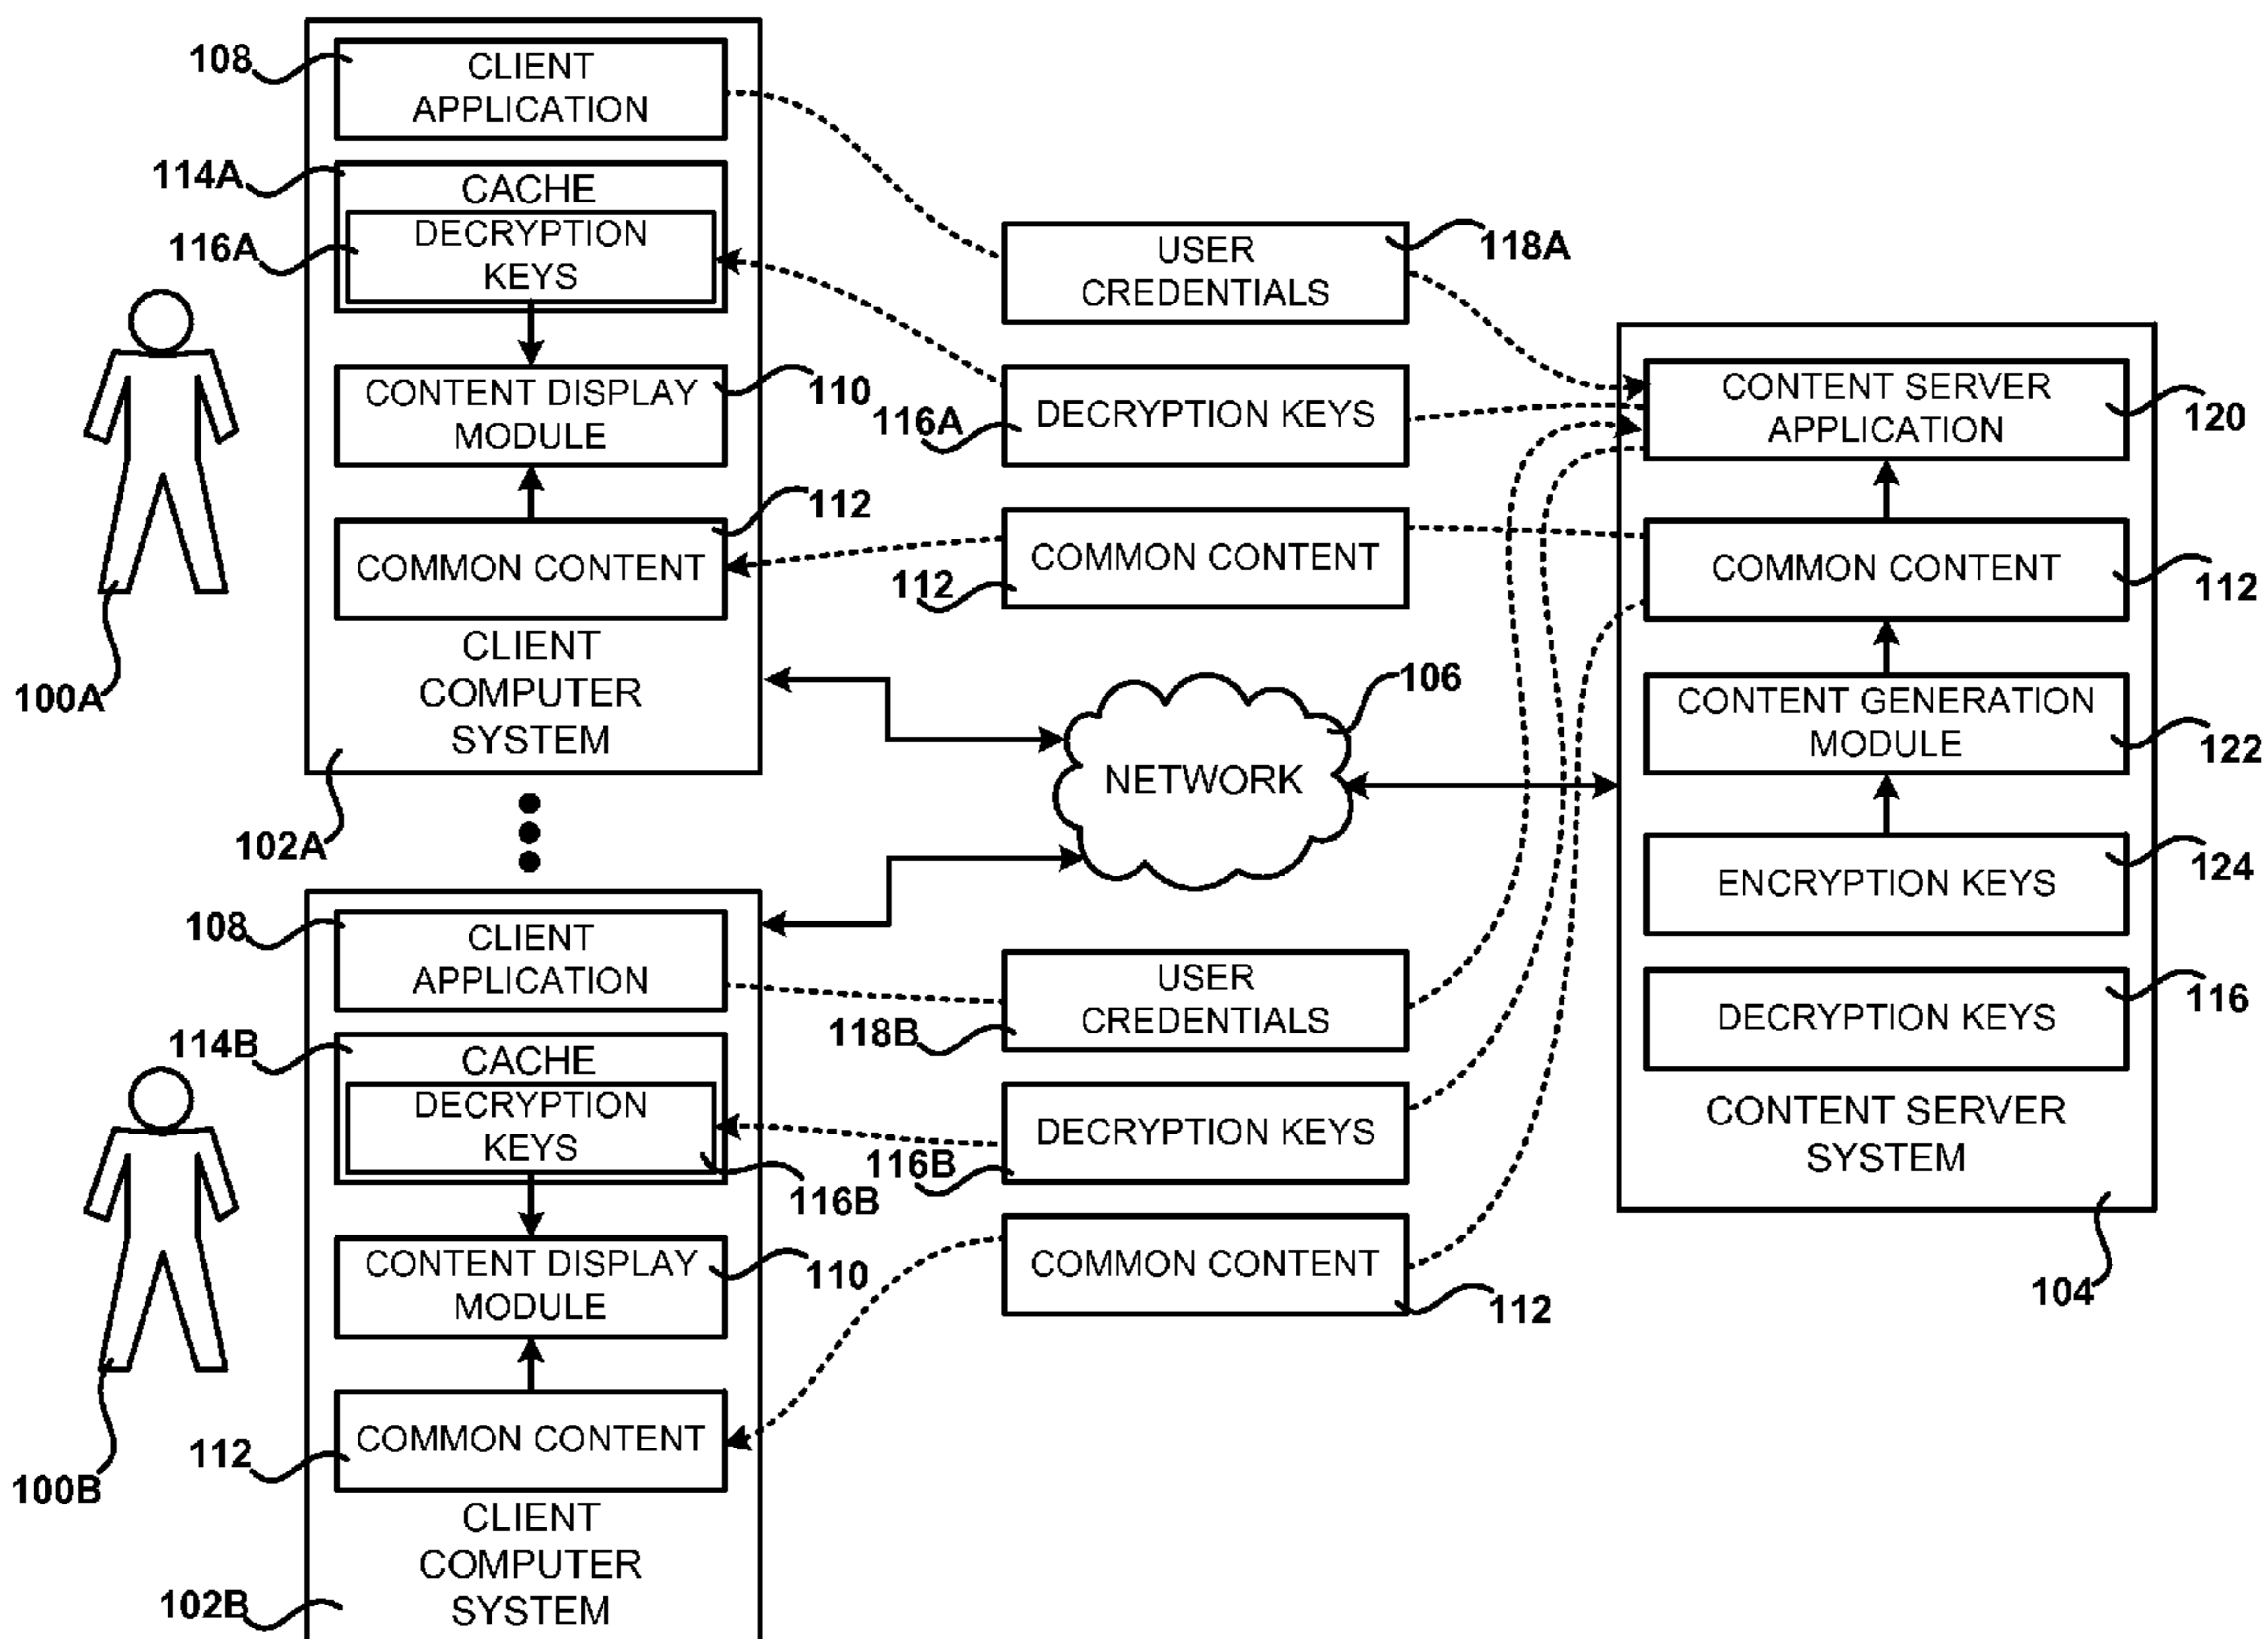 108
CLIENT
APPLICATION
114A
CACHE
116A
DECRYPTION
KEYS
CONTENT DISPLAY
MODULE
110
112
COMMON CONTENT
CLIENT
COMPUTER
SYSTEM
100A
102A
USER
CREDENTIALS
118A
DECRYPTION KEYS
116A
COMMON CONTENT
112
106
NETWORK
CONTENT SERVER
APPLICATION
120
COMMON CONTENT
112
CONTENT GENERATION
MODULE
122
ENCRYPTION KEYS
124
DECRYPTION KEYS
116
CONTENT SERVER
SYSTEM
104
108
CLIENT
APPLICATION
114B
CACHE
DECRYPTION
KEYS
116B
CONTENT DISPLAY
MODULE
110
COMMON CONTENT
112
CLIENT
COMPUTER
SYSTEM
100B
102B
USER
CREDENTIALS
118B
DECRYPTION KEYS
116B
COMMON CONTENT
112